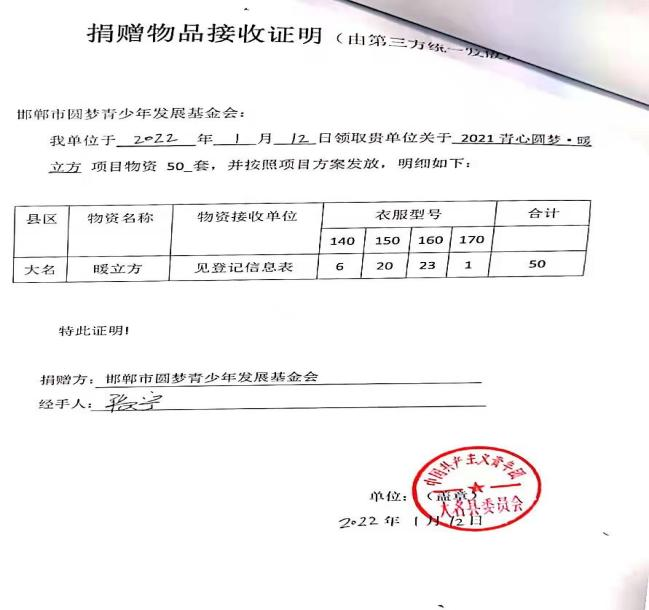 捐赠物品接收证明（由第三方统一发放
邯郸市圆梦青少年发展基金会：
我单位于 2022 年 1 月 12 日领取贵单位关于 2021 青心圆梦·暖
立方 项目物资 50 套，并按照项目方案发放，明细如下：
县区 物资名称 物资接收单位 衣服型号 合计
140 150 160 170
大名 暖立方 见登记信息表 6 20 23 1 50
特此证明！
捐赠方：邯郸市圆梦青少年发展基金会
经手人：
中国共产主义青年团
大名县委员会
单位：（盖章）
2022 年 1 月 12 日